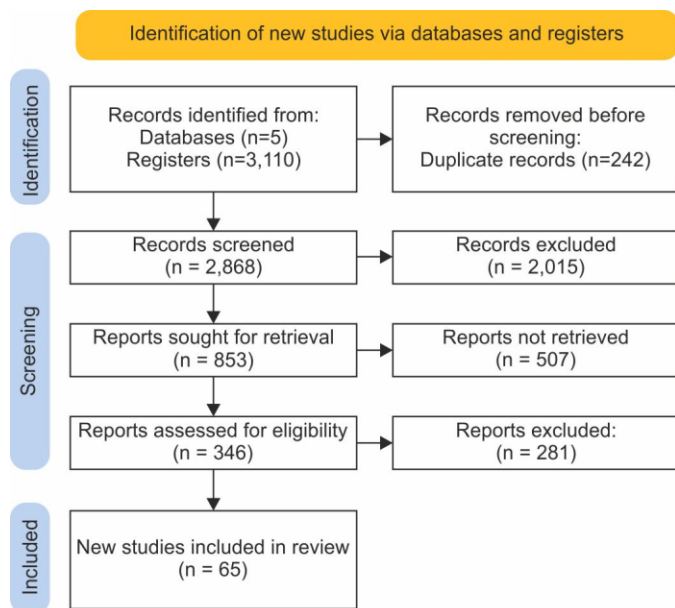 Identification of new studies via databases and registers
Identification
Records identified from:
Databases (n=5)
Registers (n=3,110)
Records removed before
screening:
Duplicate records (n=242)
Screening
Records screened
(n = 2,868)
Records excluded
(n = 2,015)
Reports sought for retrieval
(n = 853)
Reports not retrieved
(n = 507)
Reports assessed for eligibility
(n = 346)
Reports excluded:
(n = 281)
Included
New studies included in review
(n = 65)